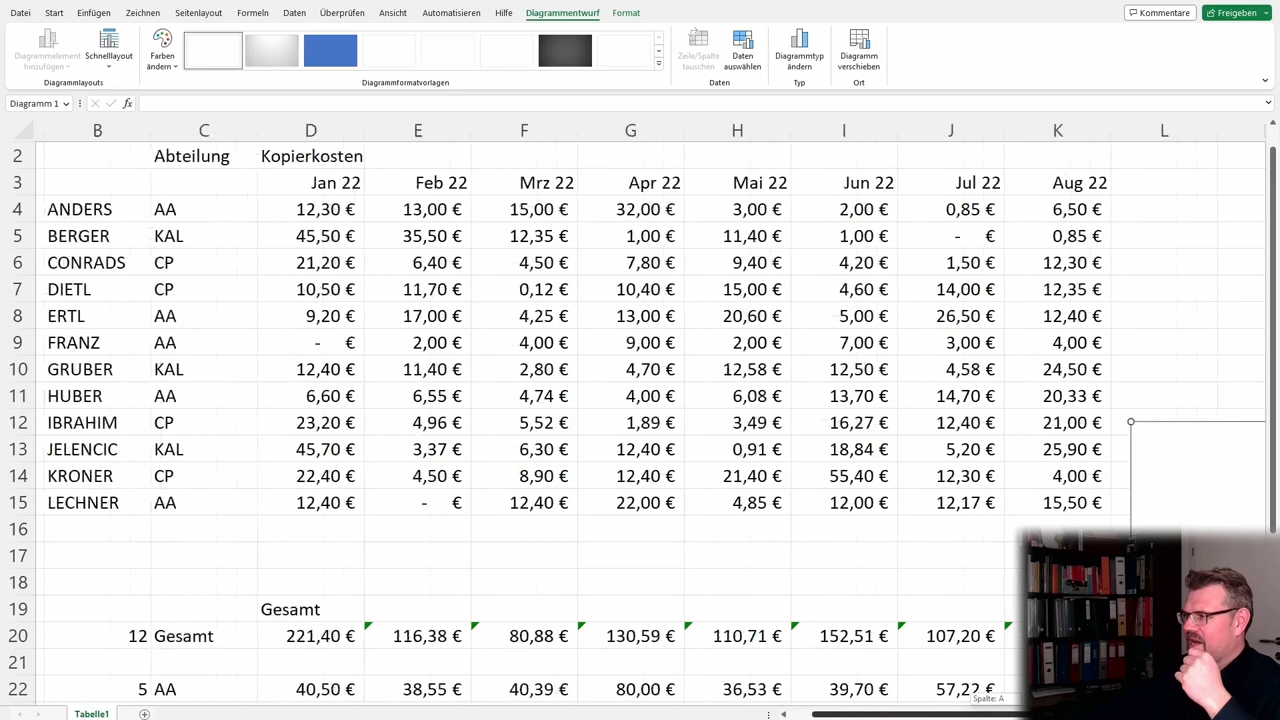 Datei Start Einfügen Zeichnen Seitenlayout Formeln Daten Überprüfen Ansicht Automatisieren Hilfe Diagrammentwurf Format Kommentare Freigeben
Diagrammelement hinzufügen Schnelllayout Farben ändern Zeile/Spalte tauschen Daten auswählen Diagrammtyp ändern Diagramm verschieben
Diagrammlayouts Diagrammformatvorlagen Daten Typ Ort
Diagramm 1 fx
B C D E F G H I J K L
2 Abteilung Kopierkosten
3 Jan 22 Feb 22 Mrz 22 Apr 22 Mai 22 Jun 22 Jul 22 Aug 22
4 ANDERS AA 12,30 € 13,00 € 15,00 € 32,00 € 3,00 € 2,00 € 0,85 € 6,50 €
5 BERGER KAL 45,50 € 35,50 € 12,35 € 1,00 € 11,40 € 1,00 € - € 0,85 €
6 CONRADS CP 21,20 € 6,40 € 4,50 € 7,80 € 9,40 € 4,20 € 1,50 € 12,30 €
7 DIETL CP 10,50 € 11,70 € 0,12 € 10,40 € 15,00 € 4,60 € 14,00 € 12,35 €
8 ERTL AA 9,20 € 17,00 € 4,25 € 13,00 € 20,60 € 5,00 € 26,50 € 12,40 €
9 FRANZ AA - € 2,00 € 4,00 € 9,00 € 2,00 € 7,00 € 3,00 € 4,00 €
10 GRUBER KAL 12,40 € 11,40 € 2,80 € 4,70 € 12,58 € 12,50 € 4,58 € 24,50 €
11 HUBER AA 6,60 € 6,55 € 4,74 € 4,00 € 6,08 € 13,70 € 14,70 € 20,33 €
12 IBRAHIM CP 23,20 € 4,96 € 5,52 € 1,89 € 3,49 € 16,27 € 12,40 € 21,00 €
13 JELENCIC KAL 45,70 € 3,37 € 6,30 € 12,40 € 0,91 € 18,84 € 5,20 € 25,90 €
14 KRONER CP 22,40 € 4,50 € 8,90 € 12,40 € 21,40 € 55,40 € 12,30 € 4,00 €
15 LECHNER AA 12,40 € - € 12,40 € 22,00 € 4,85 € 12,00 € 12,17 € 15,50 €
16
17
18
19 Gesamt
20 12 Gesamt 221,40 € 116,38 € 80,88 € 130,59 € 110,71 € 152,51 € 107,20 €
21
22 5 AA 40,50 € 38,55 € 40,39 € 80,00 € 36,53 € 39,70 € 57,22 €
Spalte: A
Tabelle1